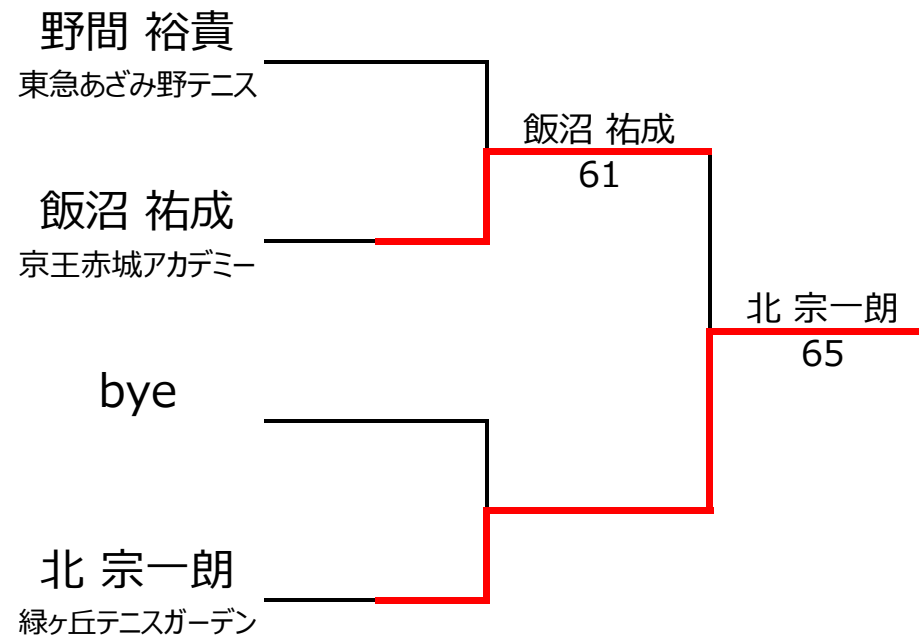 野間 裕貴
東急あざみ野テニス
飯沼 祐成
61
飯沼 祐成
京王赤城アカデミー
北 宗一朗
65
bye
北 宗一朗
緑ヶ丘テニスガーデン